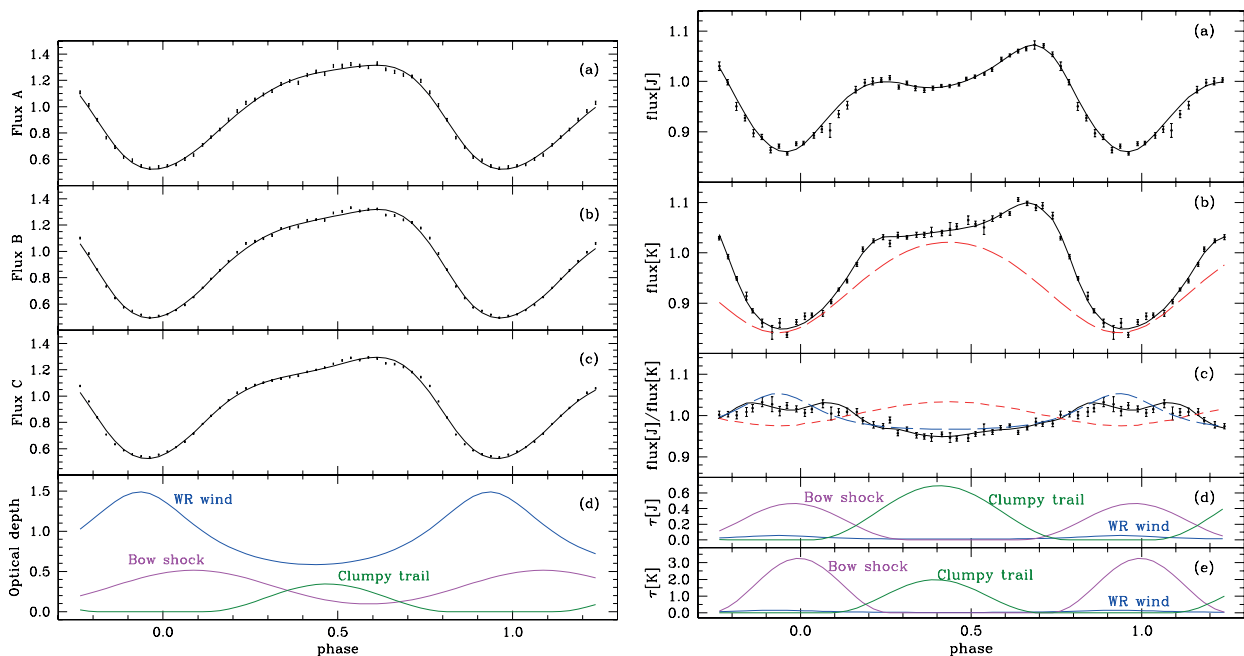 1.4
1.2
1.0
0.8
0.6
Flux A
(a)
1.4
1.2
1.0
0.8
0.6
Flux B
(b)
1.4
1.2
1.0
0.8
0.6
Flux C
(c)
1.5
1.0
0.5
0.0
Optical depth
WR wind
Bow shock
Clumpy trail
(d)
0.0
0.5
1.0
phase
1.1
1.0
0.9
flux[J]
(a)
1.1
1.0
0.9
flux[K]
(b)
1.1
1.0
0.9
flux[J]/flux[K]
(c)
0.6
0.4
0.2
0.0
τ[J]
Bow shock
Clumpy trail
WR wind
(d)
3.0
2.0
1.0
0.0
τ[K]
Bow shock
Clumpy trail
WR wind
(e)
0.0
0.5
1.0
phase